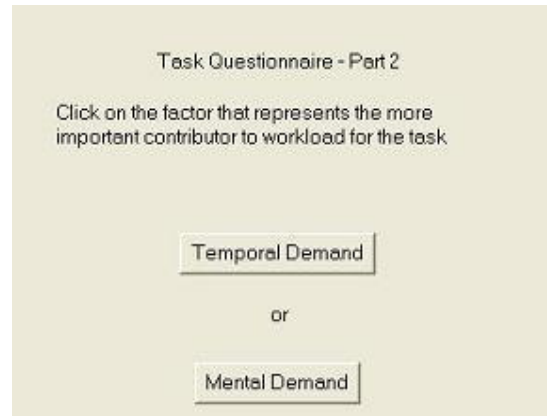 Task Questionnaire - Part 2
Click on the factor that represents the more
important contributor to workload for the task
Temporal Demand
or
Mental Demand